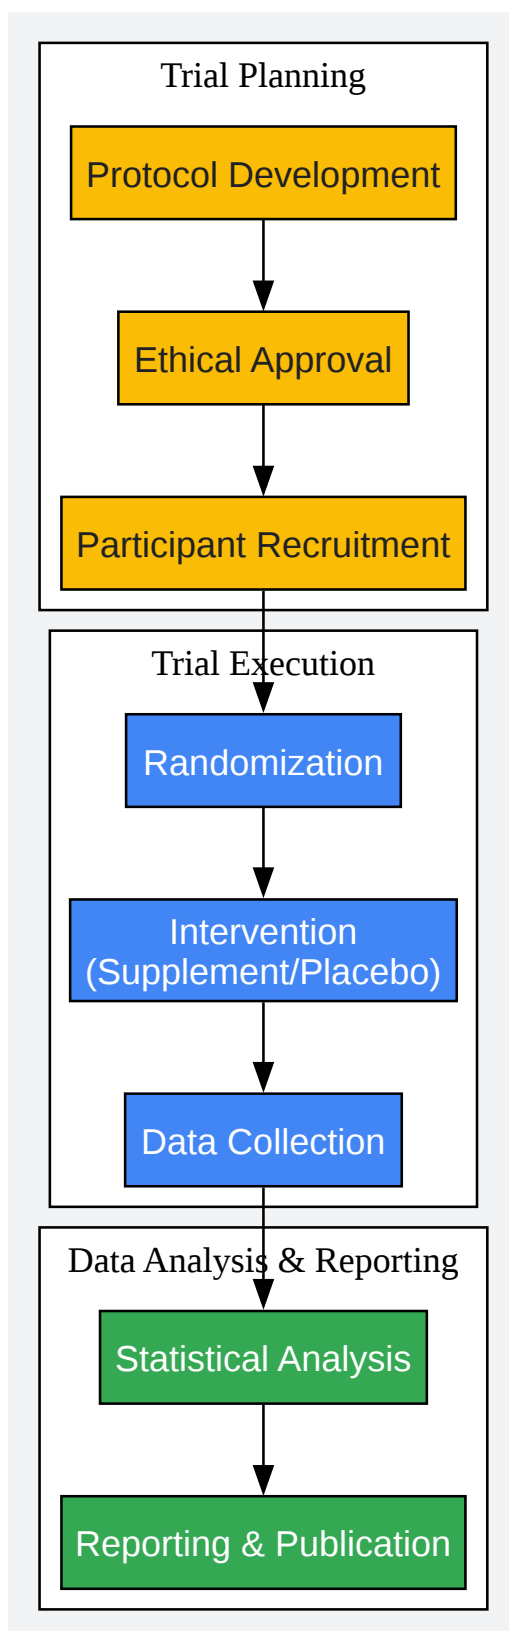 Trial Planning
Protocol Development
Ethical Approval
Participant Recruitment
Trial Execution
Randomization
Intervention
(Supplement/Placebo)
Data Collection
Data Analysis & Reporting
Statistical Analysis
Reporting & Publication